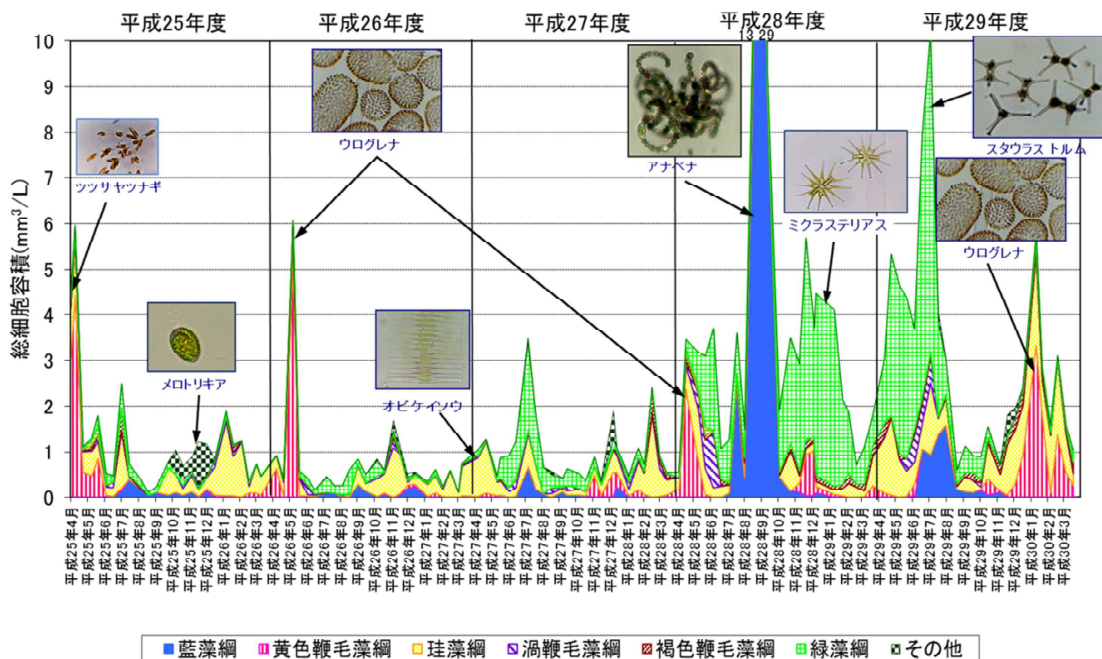 平成25年度
平成26年度
平成27年度
平成28年度
平成29年度
13.29
総細胞容積(mm³/L)
10
9
8
7
6
5
4
3
2
1
0
ツツリヤツナギ
メロトリキア
ウログレナ
オビケイソウ
アナベナ
ミクラステリアス
スタウラストルム
ウログレナ
平成25年4月
平成25年5月
平成25年6月
平成25年7月
平成25年8月
平成25年9月
平成25年10月
平成25年11月
平成25年12月
平成26年1月
平成26年2月
平成26年3月
平成26年4月
平成26年5月
平成26年6月
平成26年7月
平成26年8月
平成26年9月
平成26年10月
平成26年11月
平成26年12月
平成27年1月
平成27年2月
平成27年3月
平成27年4月
平成27年5月
平成27年6月
平成27年7月
平成27年8月
平成27年9月
平成27年10月
平成27年11月
平成27年12月
平成28年1月
平成28年2月
平成28年3月
平成28年4月
平成28年5月
平成28年6月
平成28年7月
平成28年8月
平成28年9月
平成28年10月
平成28年11月
平成28年12月
平成29年1月
平成29年2月
平成29年3月
平成29年4月
平成29年5月
平成29年6月
平成29年7月
平成29年8月
平成29年9月
平成29年10月
平成29年11月
平成29年12月
平成30年1月
平成30年2月
平成30年3月
藍藻綱
黄色鞭毛藻綱
珪藻綱
渦鞭毛藻綱
褐色鞭毛藻綱
緑藻綱
その他